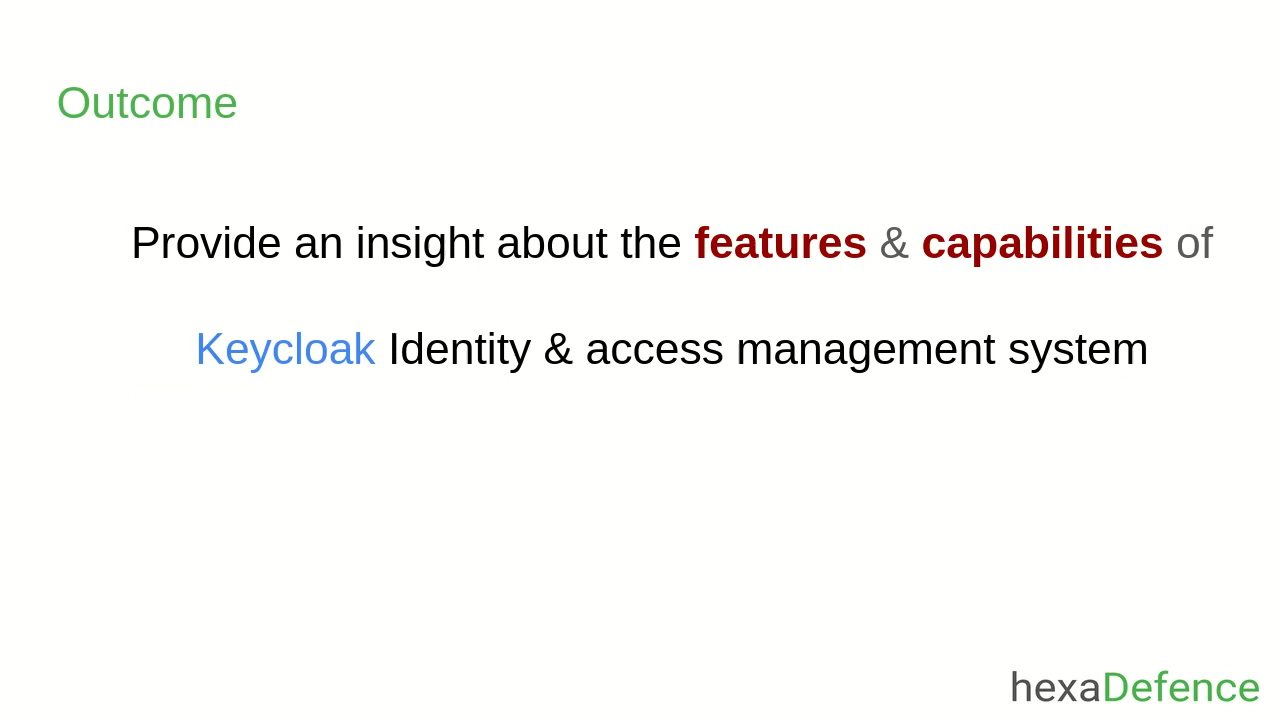 Outcome
Provide an insight about the features & capabilities of
Keycloak Identity & access management system
hexaDefence